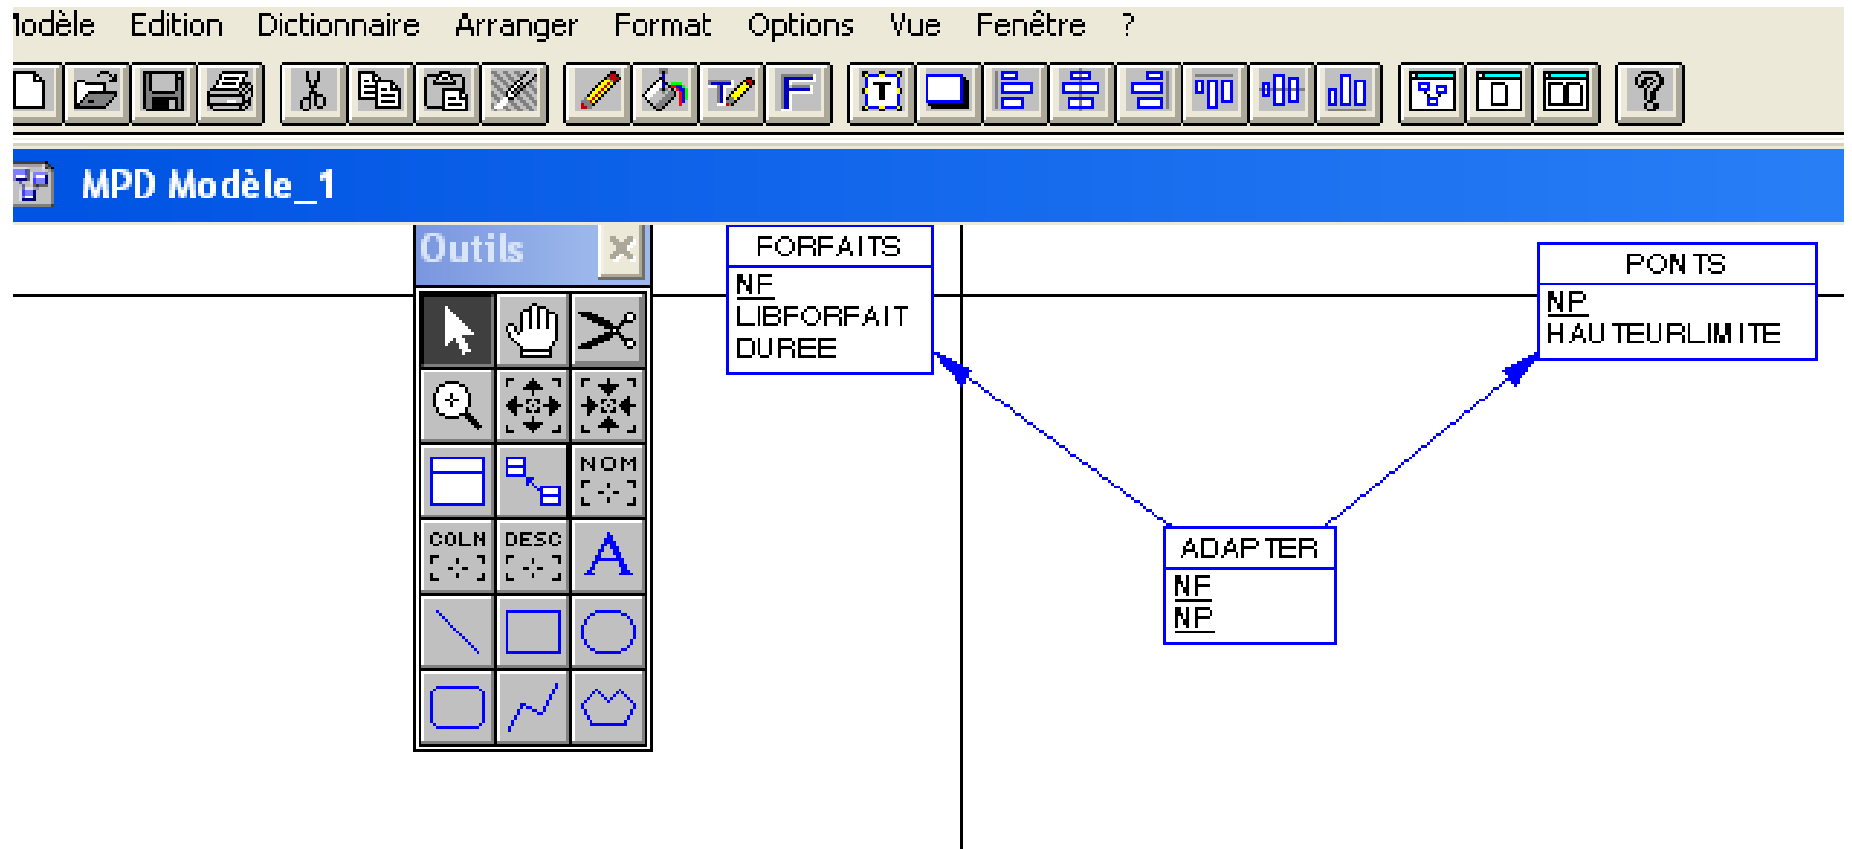 lodèle Edition Dictionnaire Arranger Format Options Vue Fenêtre ?
T F T ?
MPD Modèle_1
Outils
NOM
COLN DESC A
FORFAITS
NF
LIBFORFAIT
DUREE
PONTS
NP
HAUTEURLIMITE
ADAPTER
NF
NP